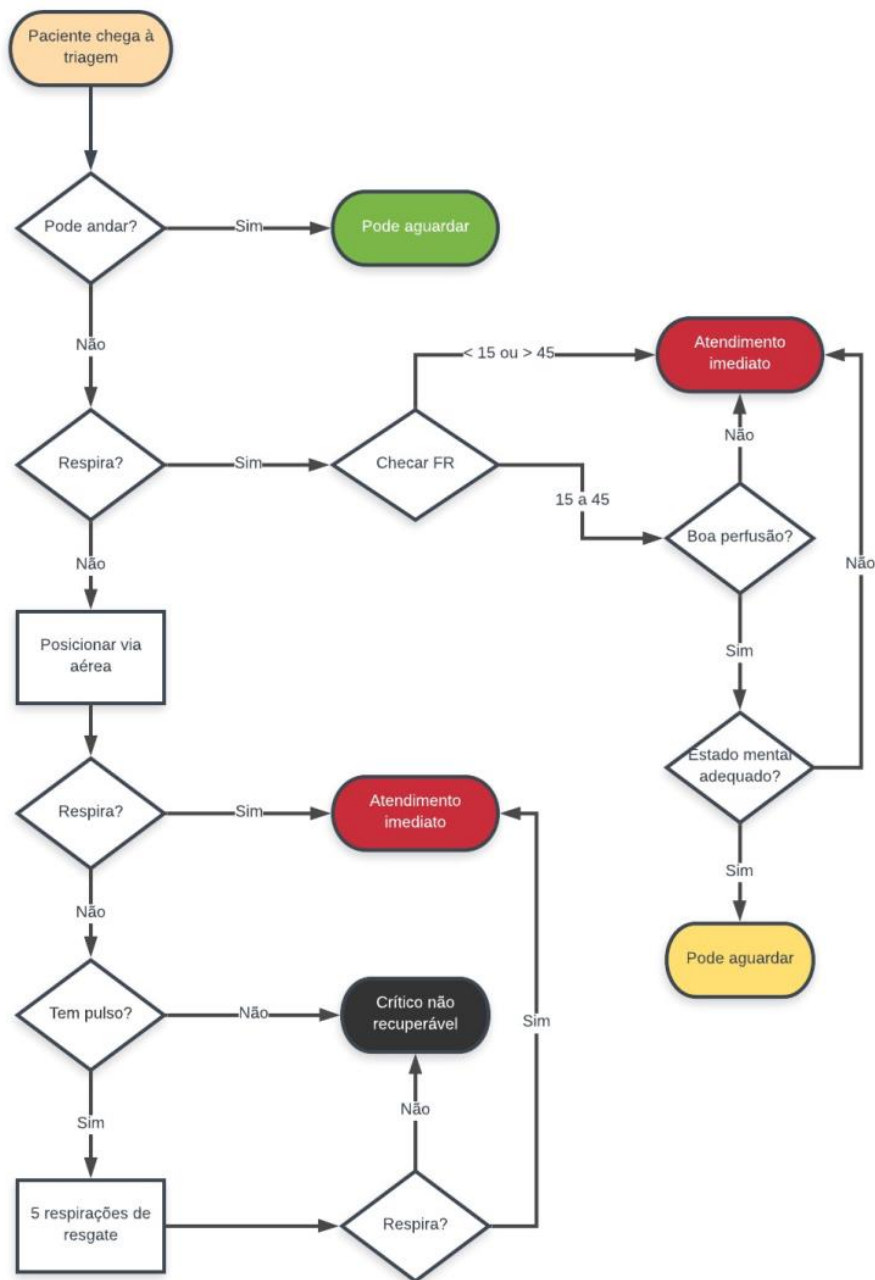 Paciente chega à
triagem
Pode andar?
Sim
Pode aguardar
Não
Respira?
Sim
Checar FR
< 15 ou > 45
Atendimento
imediato
15 a 45
Não
Boa perfusão?
Não
Sim
Estado mental
adequado?
Sim
Pode aguardar
Não
Posicionar via
aérea
Respira?
Sim
Atendimento
imediato
Não
Tem pulso?
Não
Crítico não
recuperável
Sim
Sim
Não
5 respirações de
resgate
Respira?